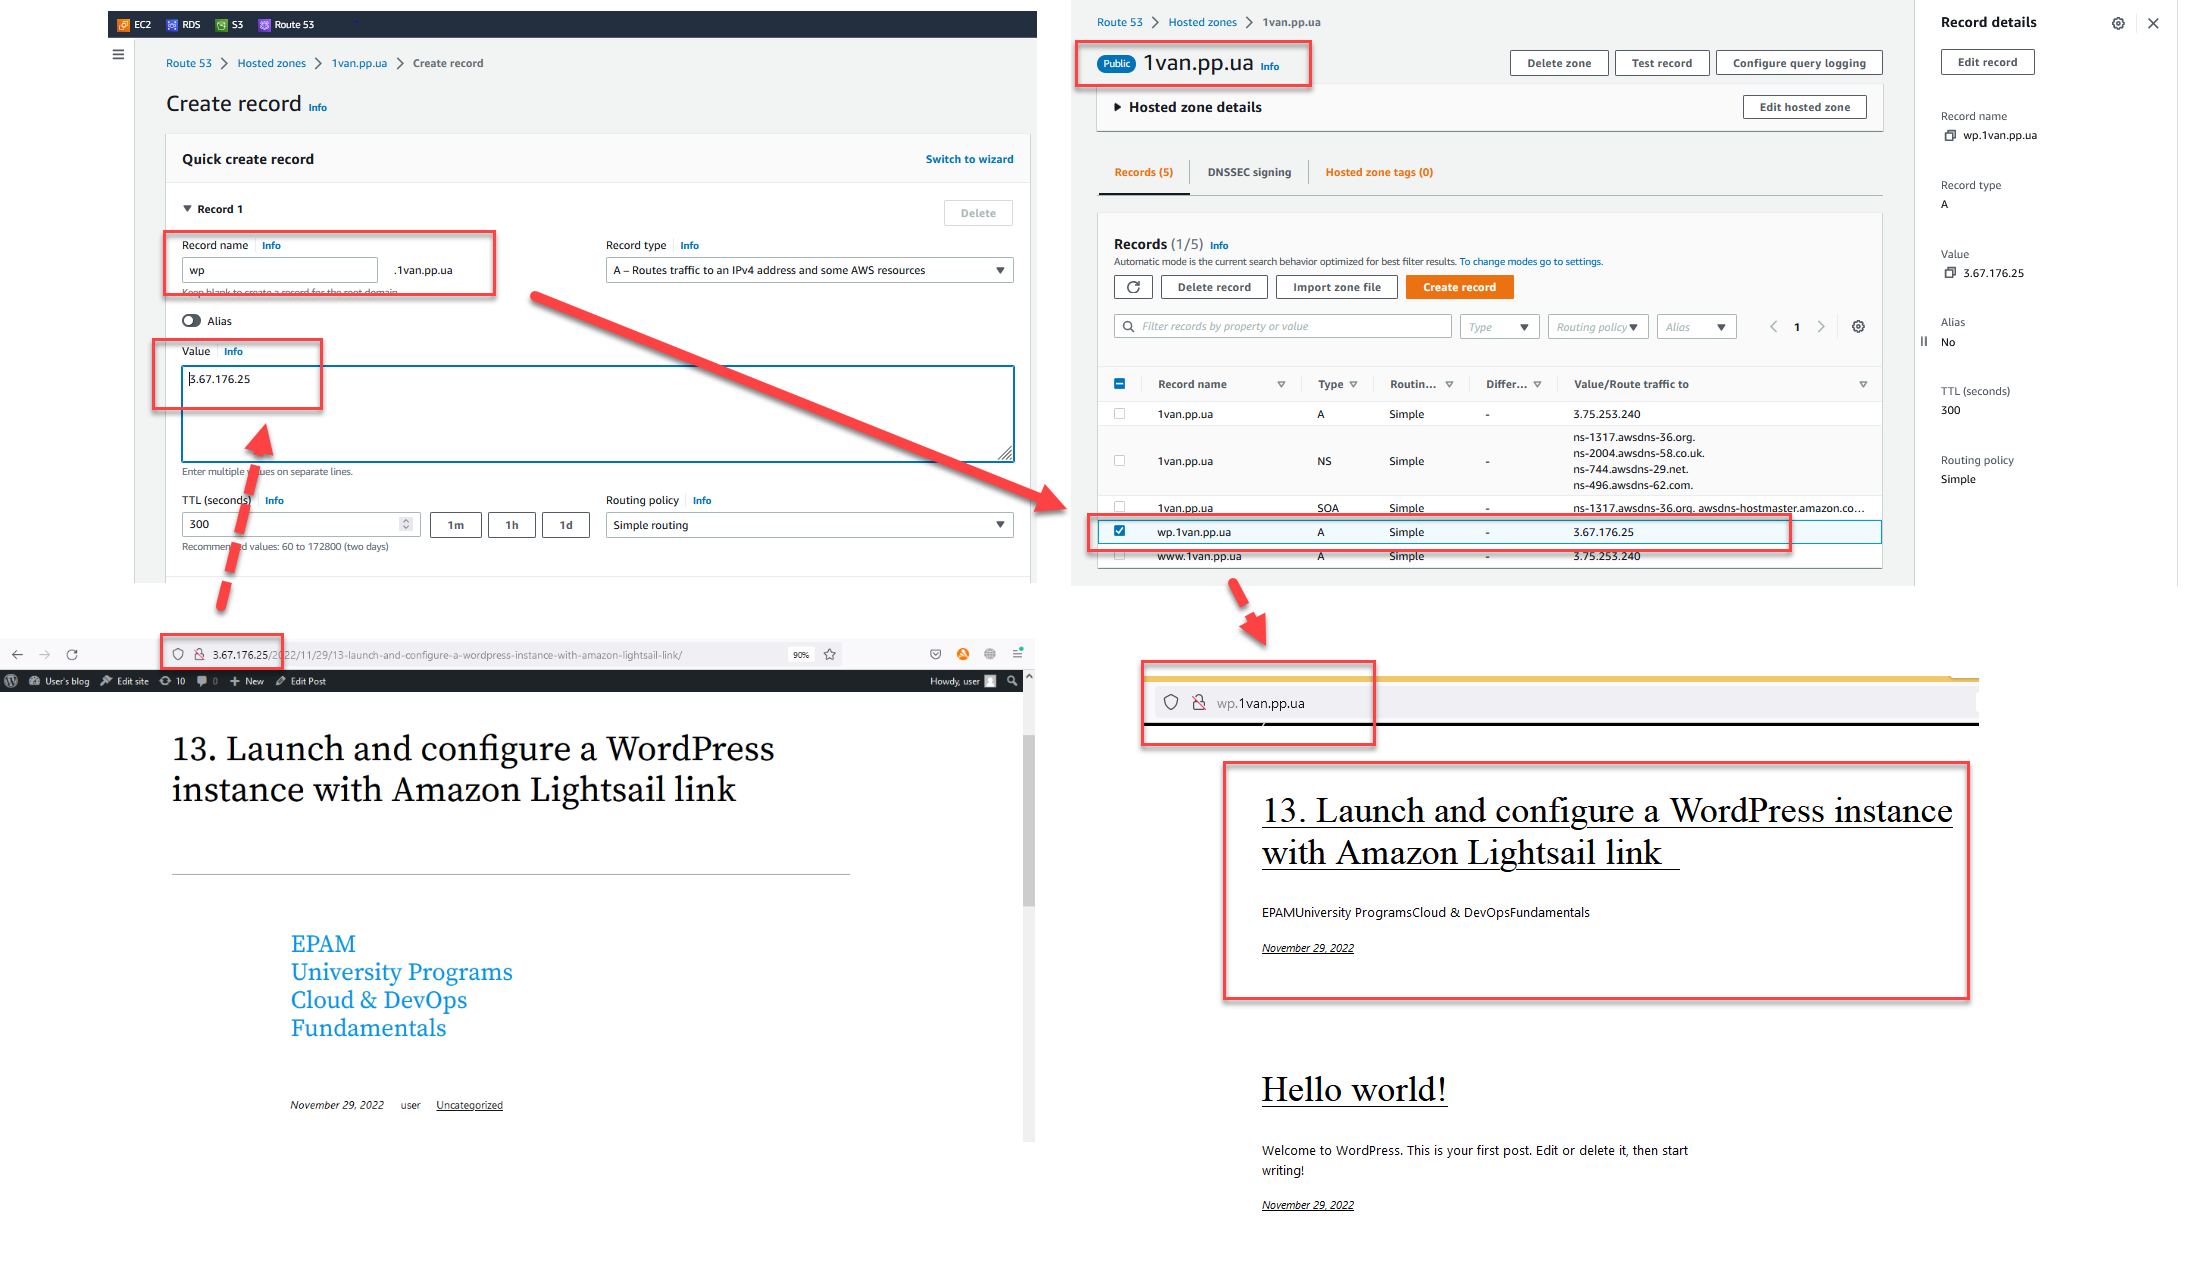 EC2 RDS S3 Route 53
Route 53 > Hosted zones > 1van.pp.ua > Create record
Create record Info
Quick create record Switch to wizard
Record 1 Delete
Record name Info Record type Info
wp .1van.pp.ua A – Routes traffic to an IPv4 address and some AWS resources
Keep blank to create a record for the root domain.
Alias
Value Info
3.67.176.25
Enter multiple values on separate lines.
TTL (seconds) Info Routing policy Info
300 1m 1h 1d Simple routing
Recommended values: 60 to 172800 (two days)
Route 53 > Hosted zones > 1van.pp.ua
Public 1van.pp.ua Info Delete zone Test record Configure query logging
Hosted zone details Edit hosted zone
Records (5) DNSSEC signing Hosted zone tags (0)
Records (1/5) Info
Automatic mode is the current search behavior optimized for best filter results. To change modes go to settings.
Delete record Import zone file Create record
Filter records by property or value Type Routing policy Alias 1
Record name Type Routin... Differ... Value/Route traffic to
1van.pp.ua A Simple - 3.75.253.240
1van.pp.ua NS Simple - ns-1317.awsdns-36.org.
ns-2004.awsdns-58.co.uk.
ns-744.awsdns-29.net.
ns-496.awsdns-62.com.
1van.pp.ua SOA Simple - ns-1317.awsdns-36.org. awsdns-hostmaster.amazon.co...
wp.1van.pp.ua A Simple - 3.67.176.25
www.1van.pp.ua A Simple - 3.75.253.240
Record details
Edit record
Record name
wp.1van.pp.ua
Record type
A
Value
3.67.176.25
Alias
No
TTL (seconds)
300
Routing policy
Simple
3.67.176.25/2022/11/29/13-launch-and-configure-a-wordpress-instance-with-amazon-lightsail-link/ 90%
User's blog Edit site 10 0 New Edit Post Howdy, user
13. Launch and configure a WordPress
instance with Amazon Lightsail link
EPAM
University Programs
Cloud & DevOps
Fundamentals
November 29, 2022 user Uncategorized
wp.1van.pp.ua
13. Launch and configure a WordPress instance
with Amazon Lightsail link
EPAMUniversity ProgramsCloud & DevOpsFundamentals
November 29, 2022
Hello world!
Welcome to WordPress. This is your first post. Edit or delete it, then start
writing!
November 29, 2022